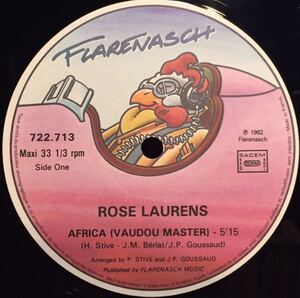 FLARENASCH
722.713
Maxi 33 1/3 rpm
Side One
℗ 1982
Flarenasch
SACEM
ROSE LAURENS
AFRICA (VAUDOU MASTER) - 5'15
(H. Stive - J.M. Bériat/J.P. Goussaud)
Arranged by P. STIVE and J.P. GOUSSAUD
Published by FLARENASCH MUSIC